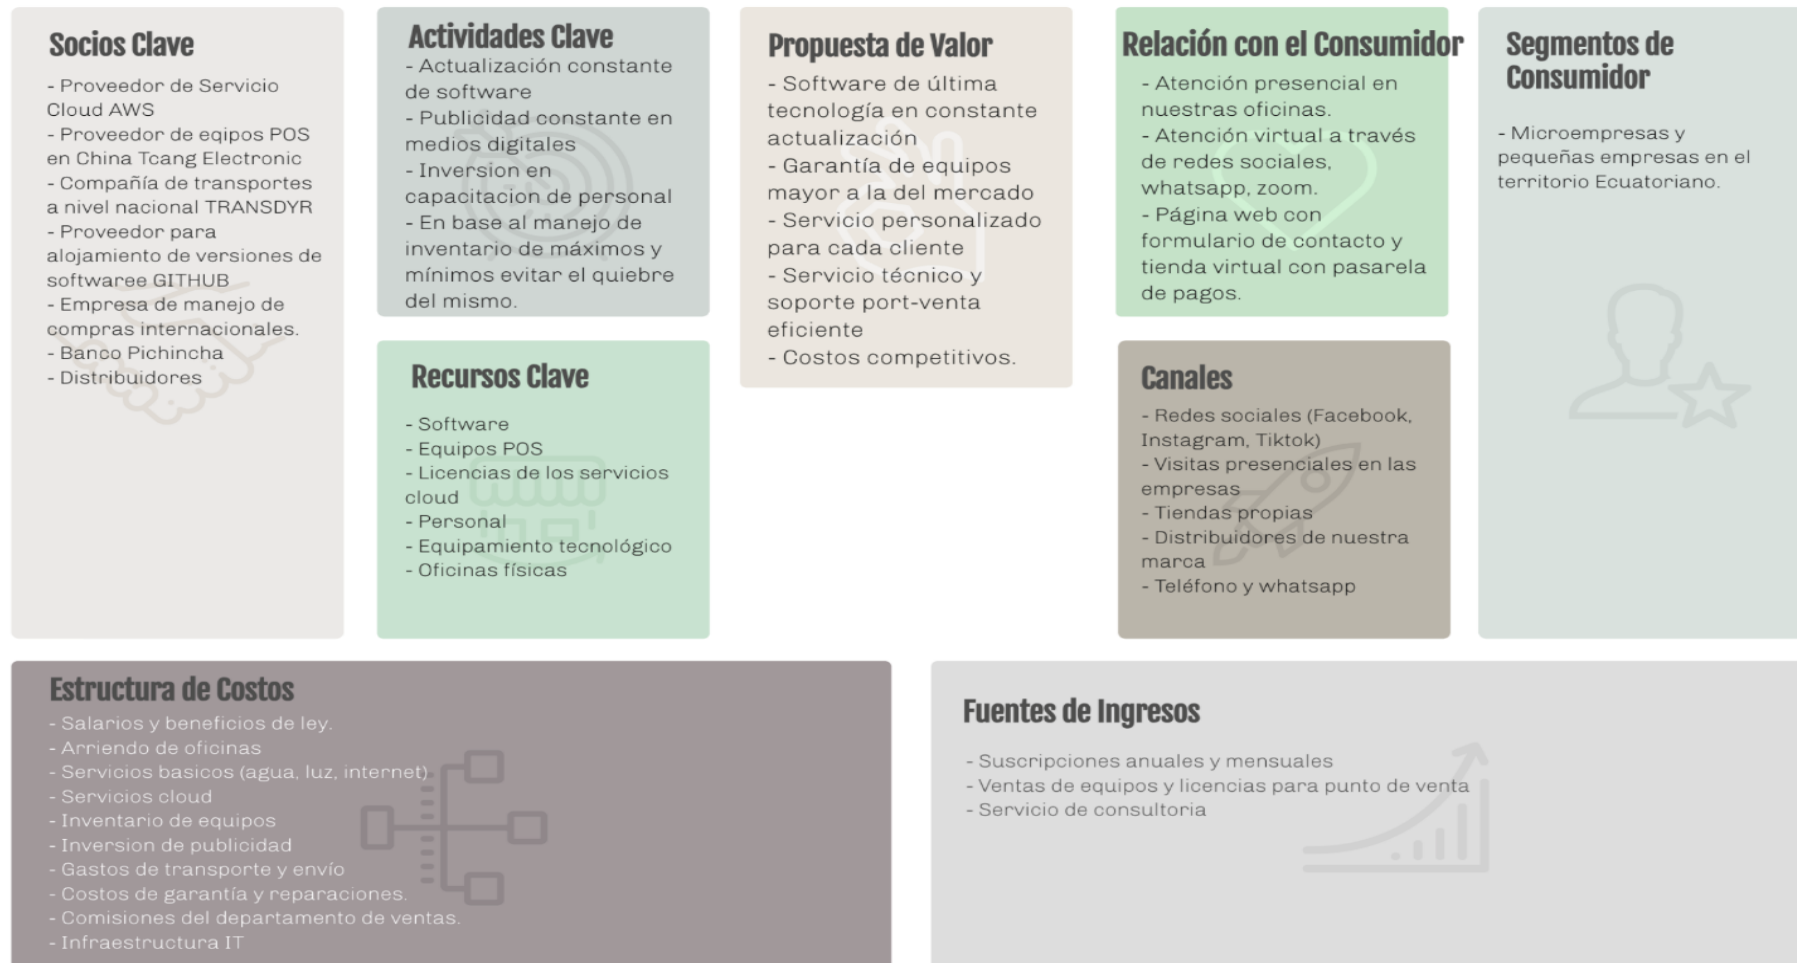 Socios Clave
- Proveedor de Servicio
Cloud AWS
- Proveedor de eqipos POS
en China Tcang Electronic
- Compañía de transportes
a nivel nacional TRANSDYR
- Proveedor para
alojamiento de versiones de
softwaree GITHUB
- Empresa de manejo de
compras internacionales.
- Banco Pichincha
- Distribuidores
Actividades Clave
- Actualización constante
de software
- Publicidad constante en
medios digitales
- Inversion en
capacitacion de personal
- En base al manejo de
inventario de máximos y
mínimos evitar el quiebre
del mismo.
Recursos Clave
- Software
- Equipos POS
- Licencias de los servicios
cloud
- Personal
- Equipamiento tecnológico
- Oficinas físicas
Propuesta de Valor
- Software de última
tecnología en constante
actualización
- Garantía de equipos
mayor a la del mercado
- Servicio personalizado
para cada cliente
- Servicio técnico y
soporte port-venta
eficiente
- Costos competitivos.
Relación con el Consumidor
- Atención presencial en
nuestras oficinas.
- Atención virtual a través
de redes sociales,
whatsapp, zoom.
- Página web con
formulario de contacto y
tienda virtual con pasarela
de pagos.
Canales
- Redes sociales (Facebook,
Instagram, Tiktok)
- Visitas presenciales en las
empresas
- Tiendas propias
- Distribuidores de nuestra
marca
- Teléfono y whatsapp
Segmentos de
Consumidor
- Microempresas y
pequeñas empresas en el
territorio Ecuatoriano.
Estructura de Costos
- Salarios y beneficios de ley.
- Arriendo de oficinas
- Servicios basicos (agua, luz, internet)
- Servicios cloud
- Inventario de equipos
- Inversion de publicidad
- Gastos de transporte y envío
- Costos de garantía y reparaciones.
- Comisiones del departamento de ventas.
- Infraestructura IT
Fuentes de Ingresos
- Suscripciones anuales y mensuales
- Ventas de equipos y licencias para punto de venta
- Servicio de consultoria